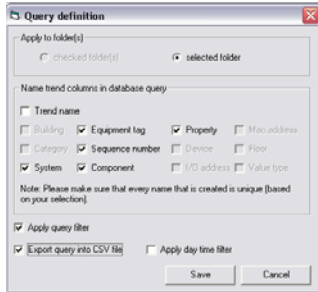 Query definition
Apply to folder(s)
checked folder(s) selected folder
Name trend columns in database query
Trend name
Building Equipment tag Property Mac address
Category Sequence number Device Floor
System Component I/O address Value type
Note: Please make sure that every name that is created is unique (based
on your selection).
Apply query filter
Export query into CSV file Apply day time filter
Save Cancel